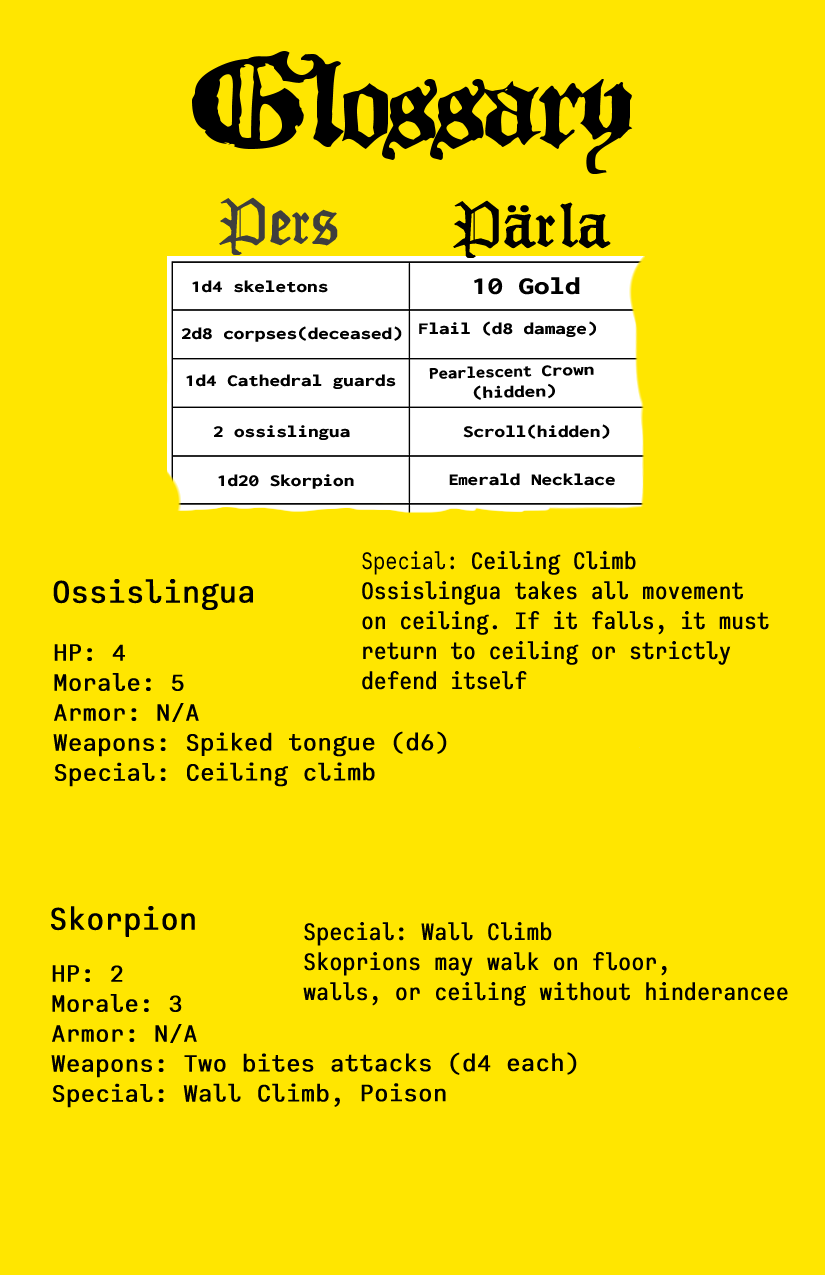 Glossary
Pers
Pärla
1d4 skeletons
10 Gold
2d8 corpses(deceased)
Flail (d8 damage)
1d4 Cathedral guards
Pearlescent Crown
(hidden)
2 ossislingua
Scroll(hidden)
1d20 Skorpion
Emerald Necklace
Ossislingua
HP: 4
Morale: 5
Armor: N/A
Weapons: Spiked tongue (d6)
Special: Ceiling climb
Special: Ceiling Climb
Ossislingua takes all movement
on ceiling. If it falls, it must
return to ceiling or strictly
defend itself
Skorpion
HP: 2
Morale: 3
Armor: N/A
Weapons: Two bites attacks (d4 each)
Special: Wall Climb, Poison
Special: Wall Climb
Skoprions may walk on floor,
walls, or ceiling without hinderancee